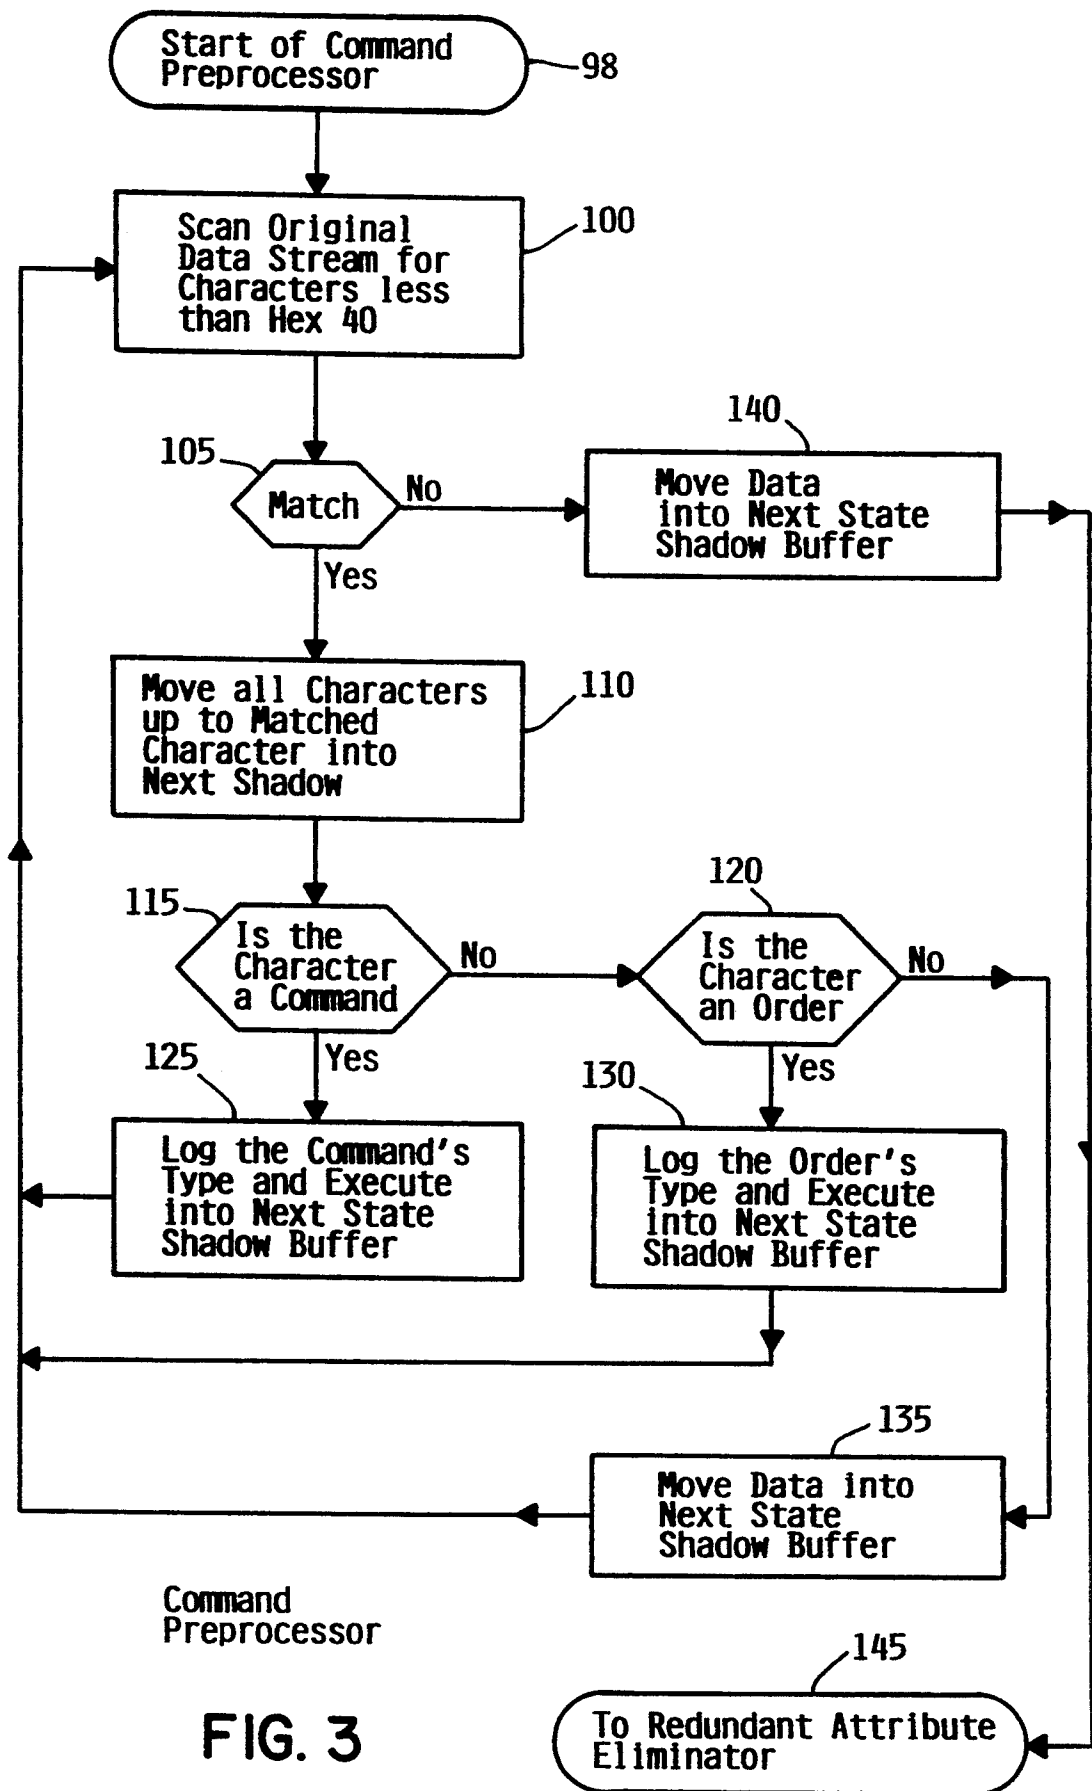 Start of Command
Preprocessor
98
Scan Original
Data Stream for
Characters less
than Hex 40
100
105
Match
No
Yes
140
Move Data
into Next State
Shadow Buffer
Move all Characters
up to Matched
Character into
Next Shadow
110
115
Is the
Character
a Command
No
Yes
120
Is the
Character
an Order
No
Yes
125
Log the Command's
Type and Execute
into Next State
Shadow Buffer
130
Log the Order's
Type and Execute
into Next State
Shadow Buffer
135
Move Data into
Next State
Shadow Buffer
Command
Preprocessor
145
To Redundant Attribute
Eliminator
FIG. 3